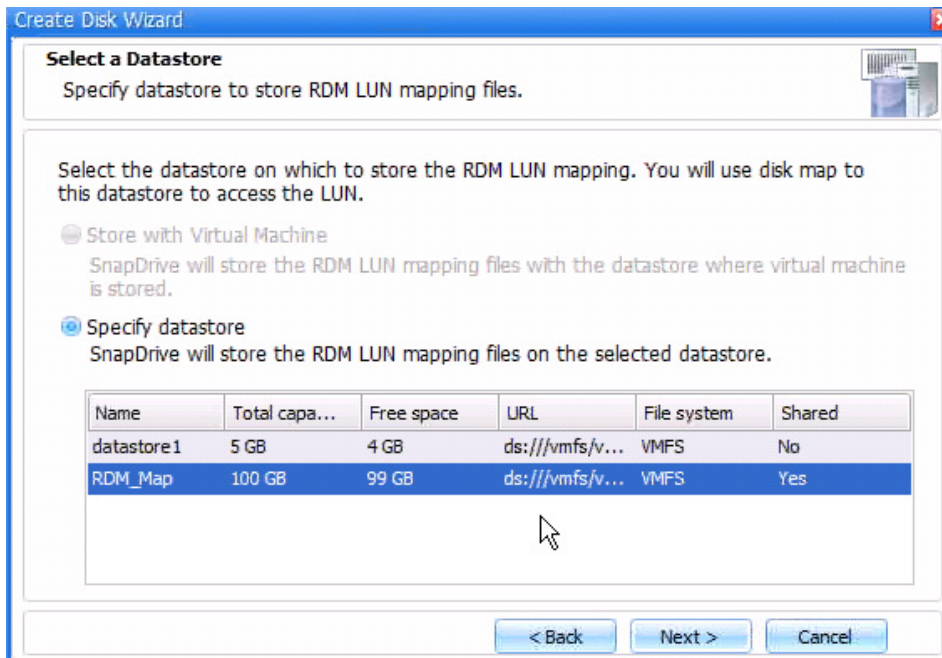 Create Disk Wizard
Select a Datastore
Specify datastore to store RDM LUN mapping files.
Select the datastore on which to store the RDM LUN mapping. You will use disk map to
this datastore to access the LUN.
Store with Virtual Machine
SnapDrive will store the RDM LUN mapping files with the datastore where virtual machine
is stored.
Specify datastore
SnapDrive will store the RDM LUN mapping files on the selected datastore.
Name Total capa... Free space URL File system Shared
datastore1 5 GB 4 GB ds:///vmfs/v... VMFS No
RDM_Map 100 GB 99 GB ds:///vmfs/v... VMFS Yes
< Back Next > Cancel